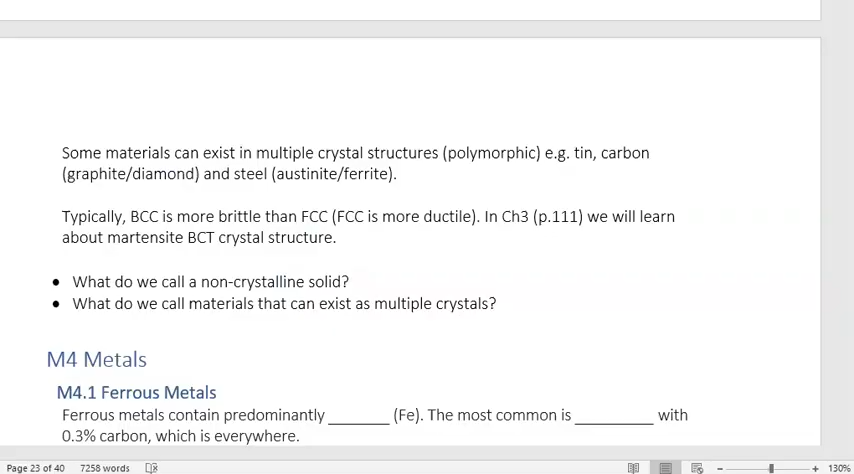 Some materials can exist in multiple crystal structures (polymorphic) e.g. tin, carbon
(graphite/diamond) and steel (austinite/ferrite).
Typically, BCC is more brittle than FCC (FCC is more ductile). In Ch3 (p.111) we will learn
about martensite BCT crystal structure.
• What do we call a non-crystalline solid?
• What do we call materials that can exist as multiple crystals?
M4 Metals
M4.1 Ferrous Metals
Ferrous metals contain predominantly _______ (Fe). The most common is _________ with
0.3% carbon, which is everywhere.
Page 23 of 40 7258 words - + 130%